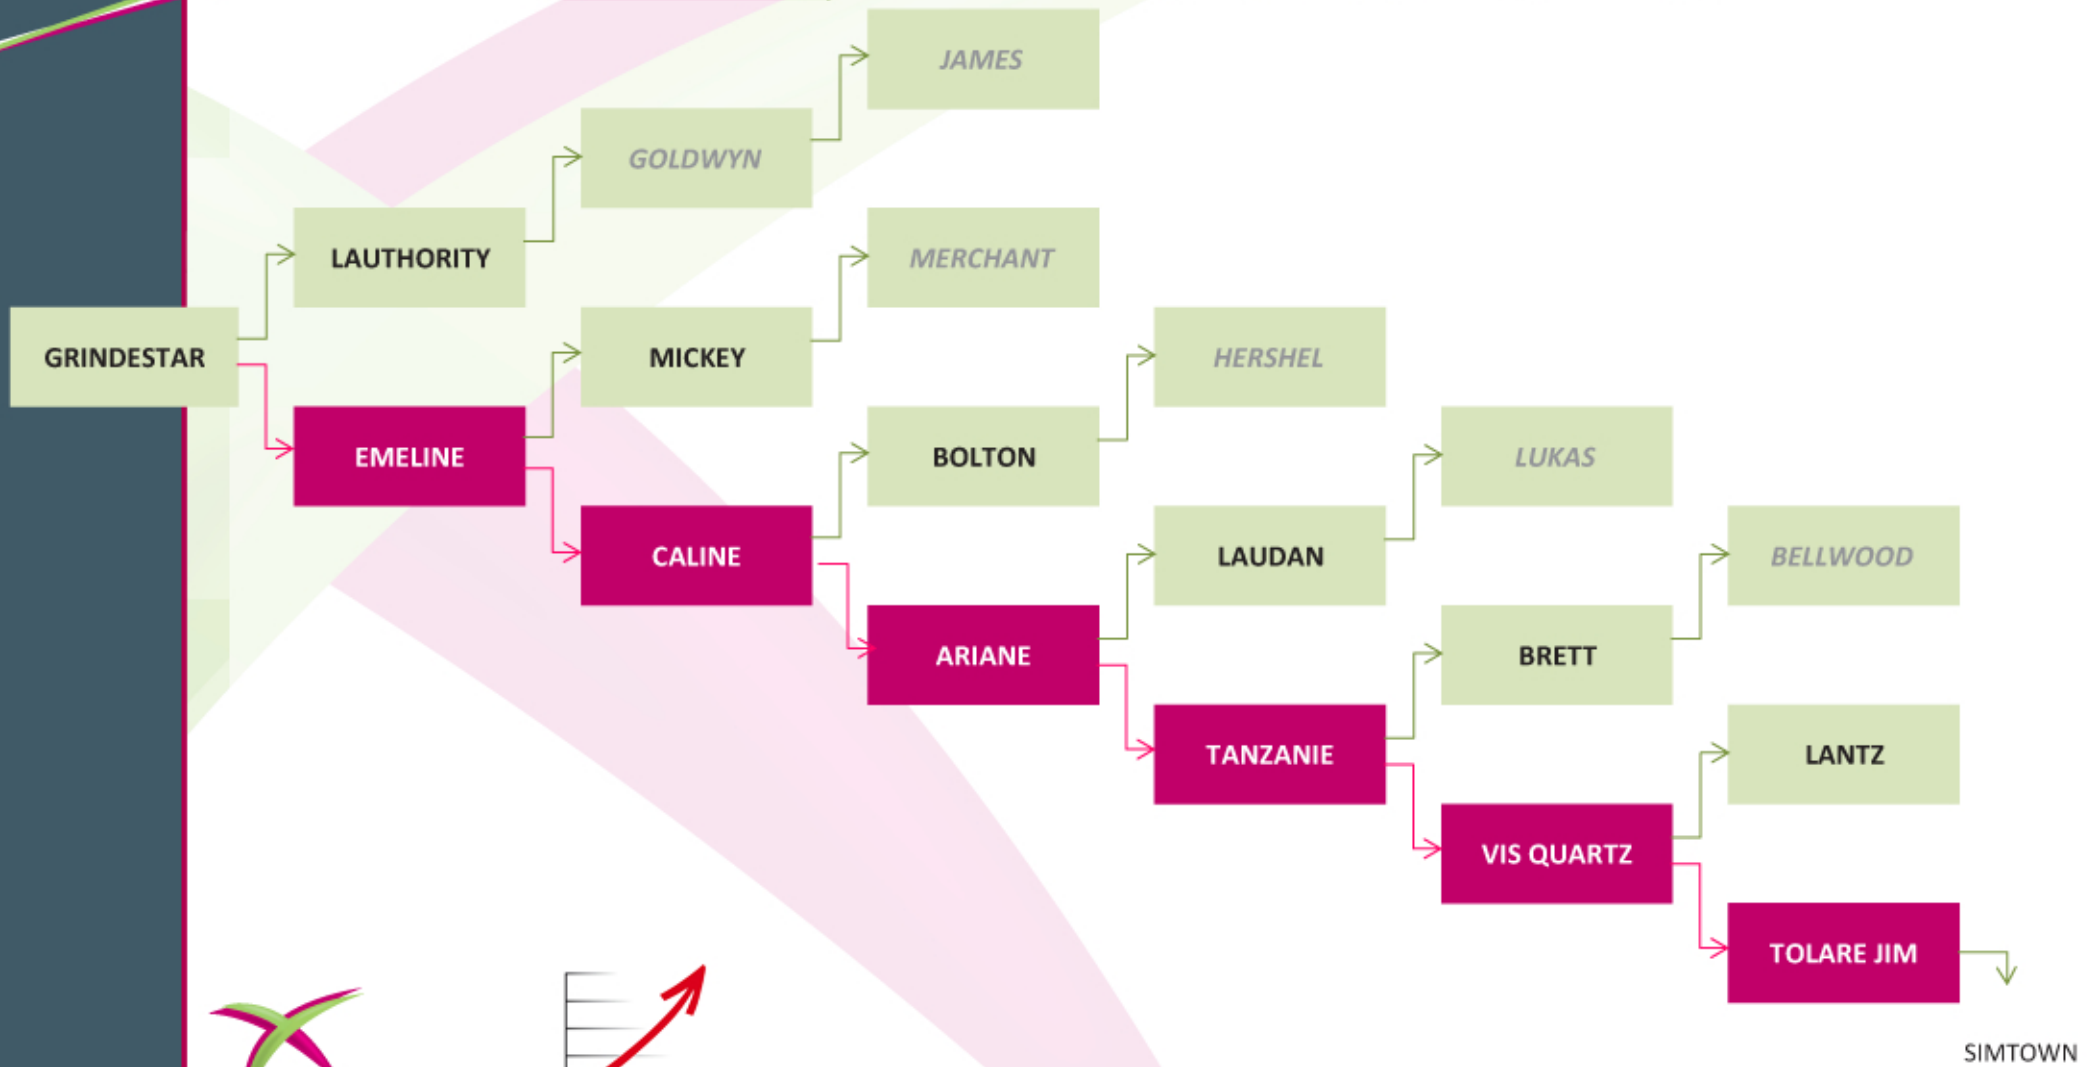 JAMES
GOLDWYN
LAUTHORITY
MERCHANT
GRINDESTAR
MICKEY
HERSHEL
EMELINE
BOLTON
LUKAS
CALINE
LAUDAN
BELLWOOD
ARIANE
BRETT
TANZANIE
LANTZ
VIS QUARTZ
TOLARE JIM
SIMTOWN